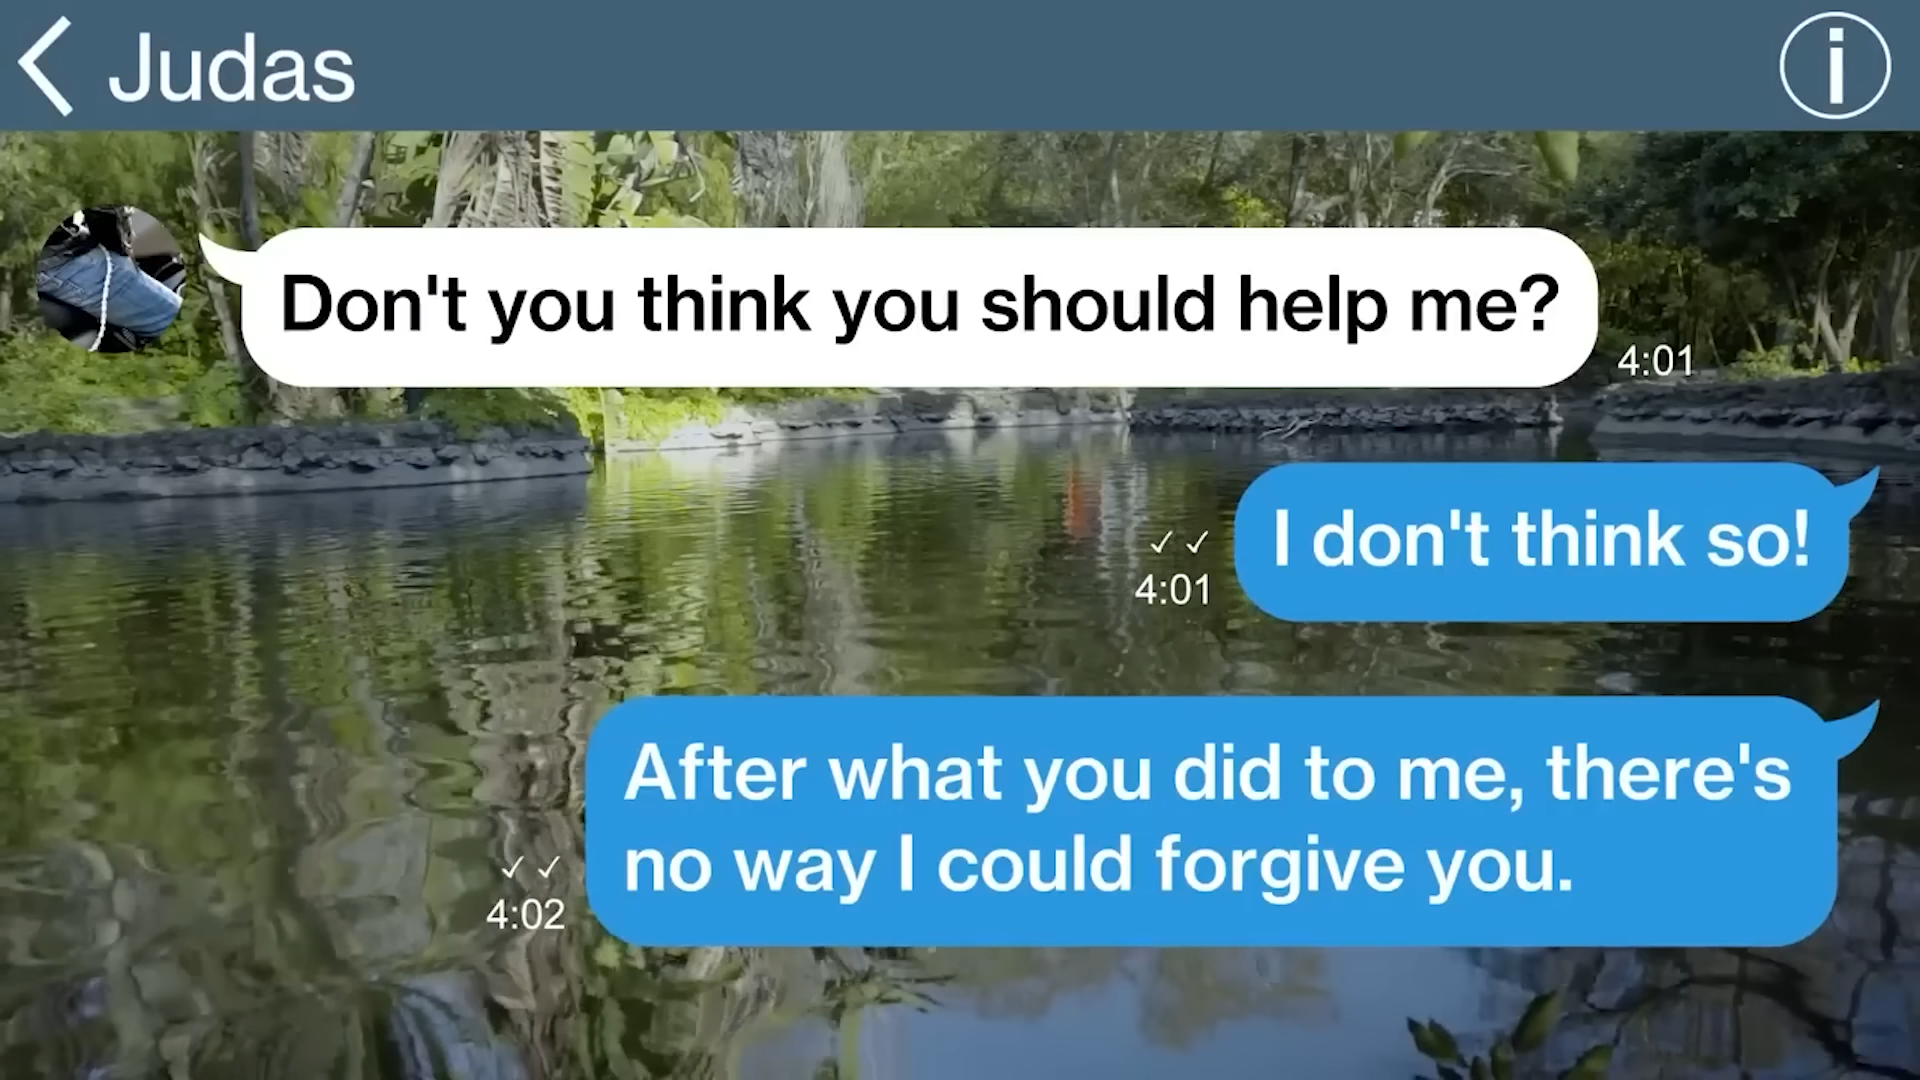 Judas
Don't you think you should help me?
4:01
I don't think so!
✓✓
4:01
After what you did to me, there's
no way I could forgive you.
✓✓
4:02